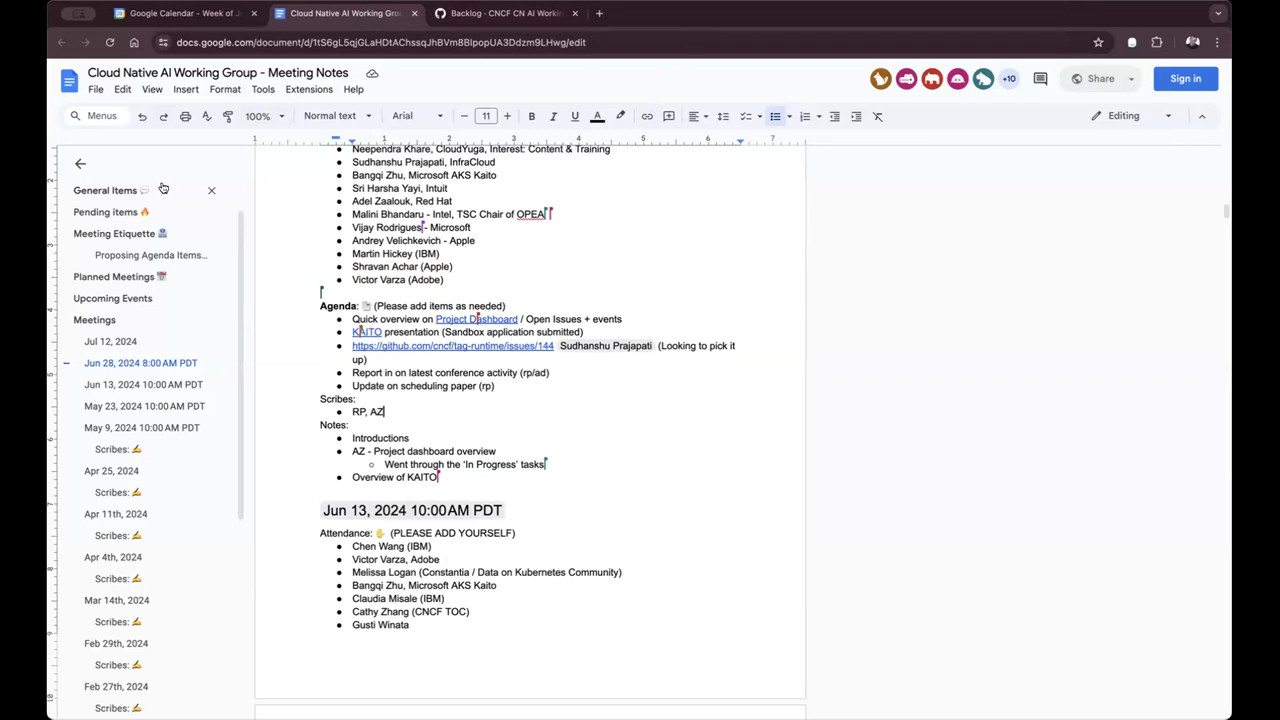 Google Calendar - Week of J
Cloud Native AI Working Grou
Backlog - CNCF CN AI Workin
docs.google.com/document/d/1tS6gL5qjGLaHDtAChssqJhBVm8BIpopUA3Ddzm9LHwg/edit
Cloud Native AI Working Group - Meeting Notes
+10
Share
Sign in
File Edit View Insert Format Tools Extensions Help
Menus
100%
Normal text
Arial
11
Editing
1 1 2 3 4 5 6 7
General Items 💬
Pending items 🔥
Meeting Etiquette
Proposing Agenda Items...
Planned Meetings 📅
Upcoming Events
Meetings
Jul 12, 2024
Jun 28, 2024 8:00 AM PDT
Jun 13, 2024 10:00 AM PDT
May 23, 2024 10:00 AM PDT
May 9, 2024 10:00 AM PDT
Scribes: ✍️
Apr 25, 2024
Scribes: ✍️
Apr 11th, 2024
Scribes: ✍️
Apr 4th, 2024
Scribes: ✍️
Mar 14th, 2024
Scribes: ✍️
Feb 29th, 2024
Scribes: ✍️
Feb 27th, 2024
Scribes: ✍️
Neependra Khare, CloudYuga, Interest: Content & Training
Sudhanshu Prajapati, InfraCloud
Bangqi Zhu, Microsoft AKS Kaito
Sri Harsha Yayi, Intuit
Adel Zaalouk, Red Hat
Malini Bhandaru - Intel, TSC Chair of OPEA
Vijay Rodrigues - Microsoft
Andrey Velichkevich - Apple
Martin Hickey (IBM)
Shravan Achar (Apple)
Victor Varza (Adobe)
Agenda: 📄 (Please add items as needed)
Quick overview on Project Dashboard / Open Issues + events
KAITO presentation (Sandbox application submitted)
https://github.com/cncf/tag-runtime/issues/144 Sudhanshu Prajapati (Looking to pick it
up)
Report in on latest conference activity (rp/ad)
Update on scheduling paper (rp)
Scribes:
RP, AZ
Notes:
Introductions
AZ - Project dashboard overview
Went through the 'In Progress' tasks
Overview of KAITO
Jun 13, 2024 10:00 AM PDT
Attendance: ✋ (PLEASE ADD YOURSELF)
Chen Wang (IBM)
Victor Varza, Adobe
Melissa Logan (Constantia / Data on Kubernetes Community)
Bangqi Zhu, Microsoft AKS Kaito
Claudia Misale (IBM)
Cathy Zhang (CNCF TOC)
Gusti Winata